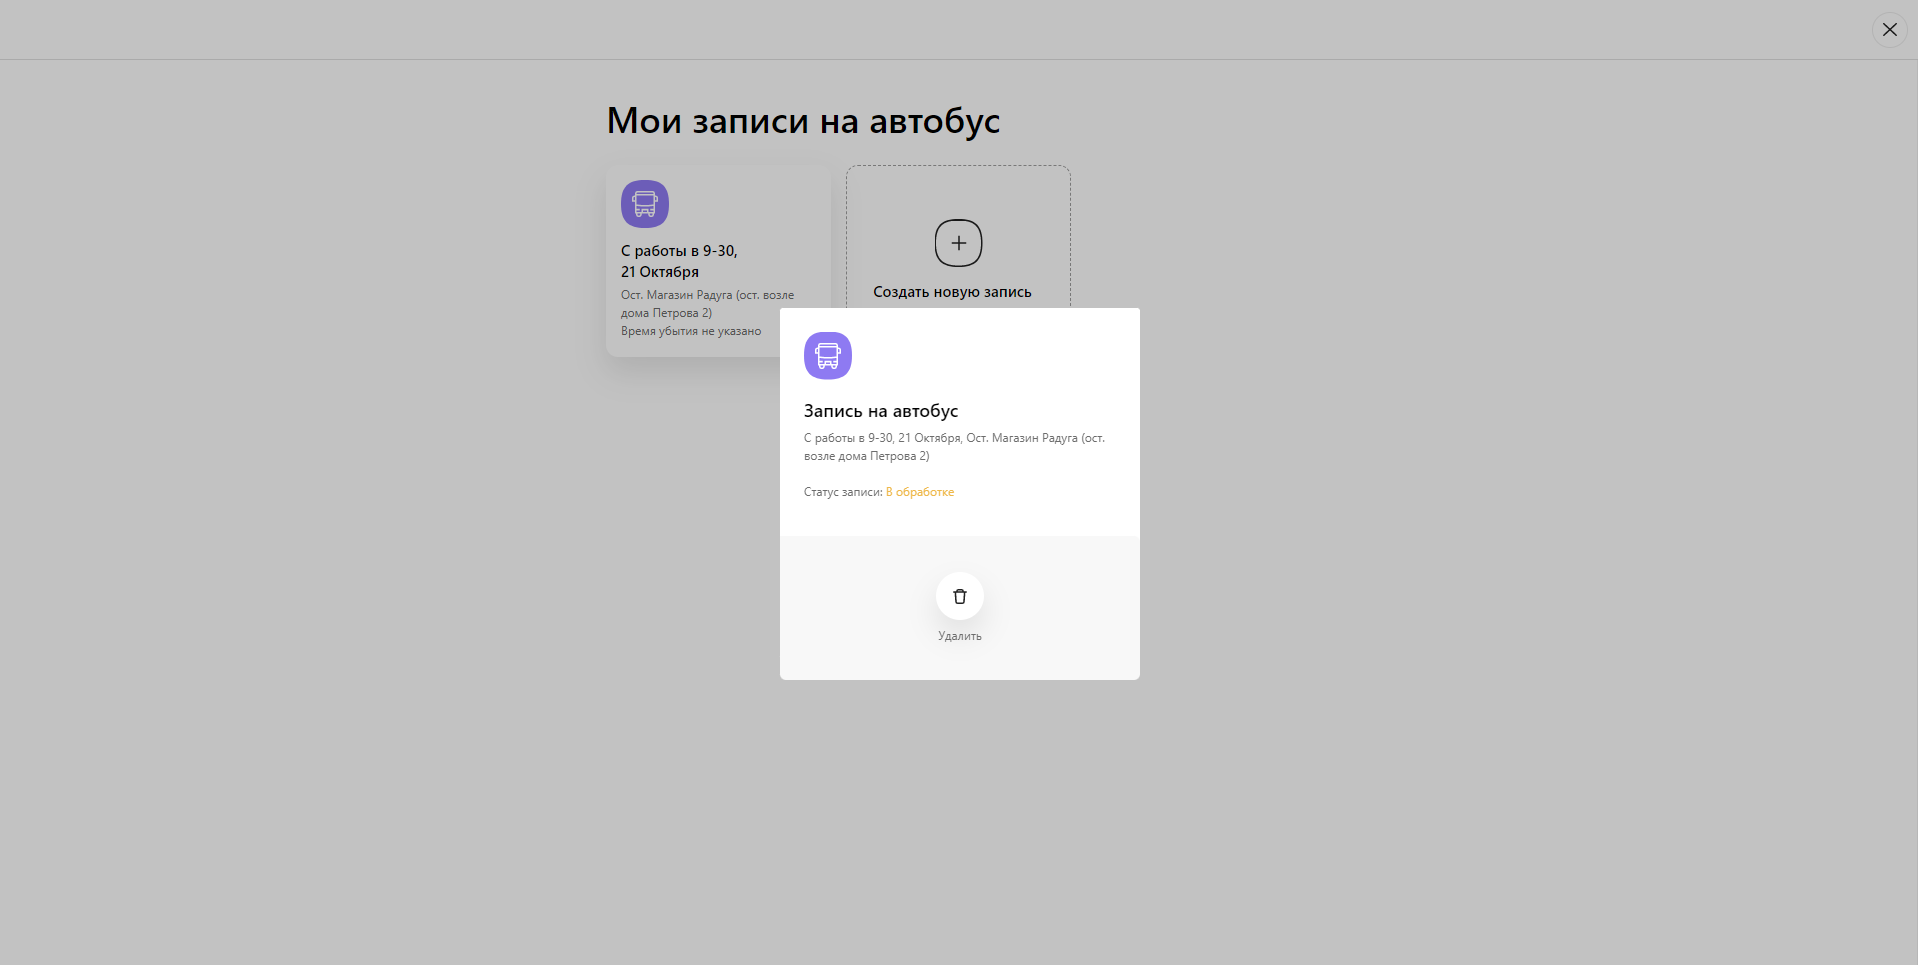 Мои записи на автобус
С работы в 9-30,
21 Октября
Ост. Магазин Радуга (ост. возле
дома Петрова 2)
Время убытия не указано
Создать новую запись
Запись на автобус
С работы в 9-30, 21 Октября, Ост. Магазин Радуга (ост.
возле дома Петрова 2)
Статус записи: В обработке
Удалить